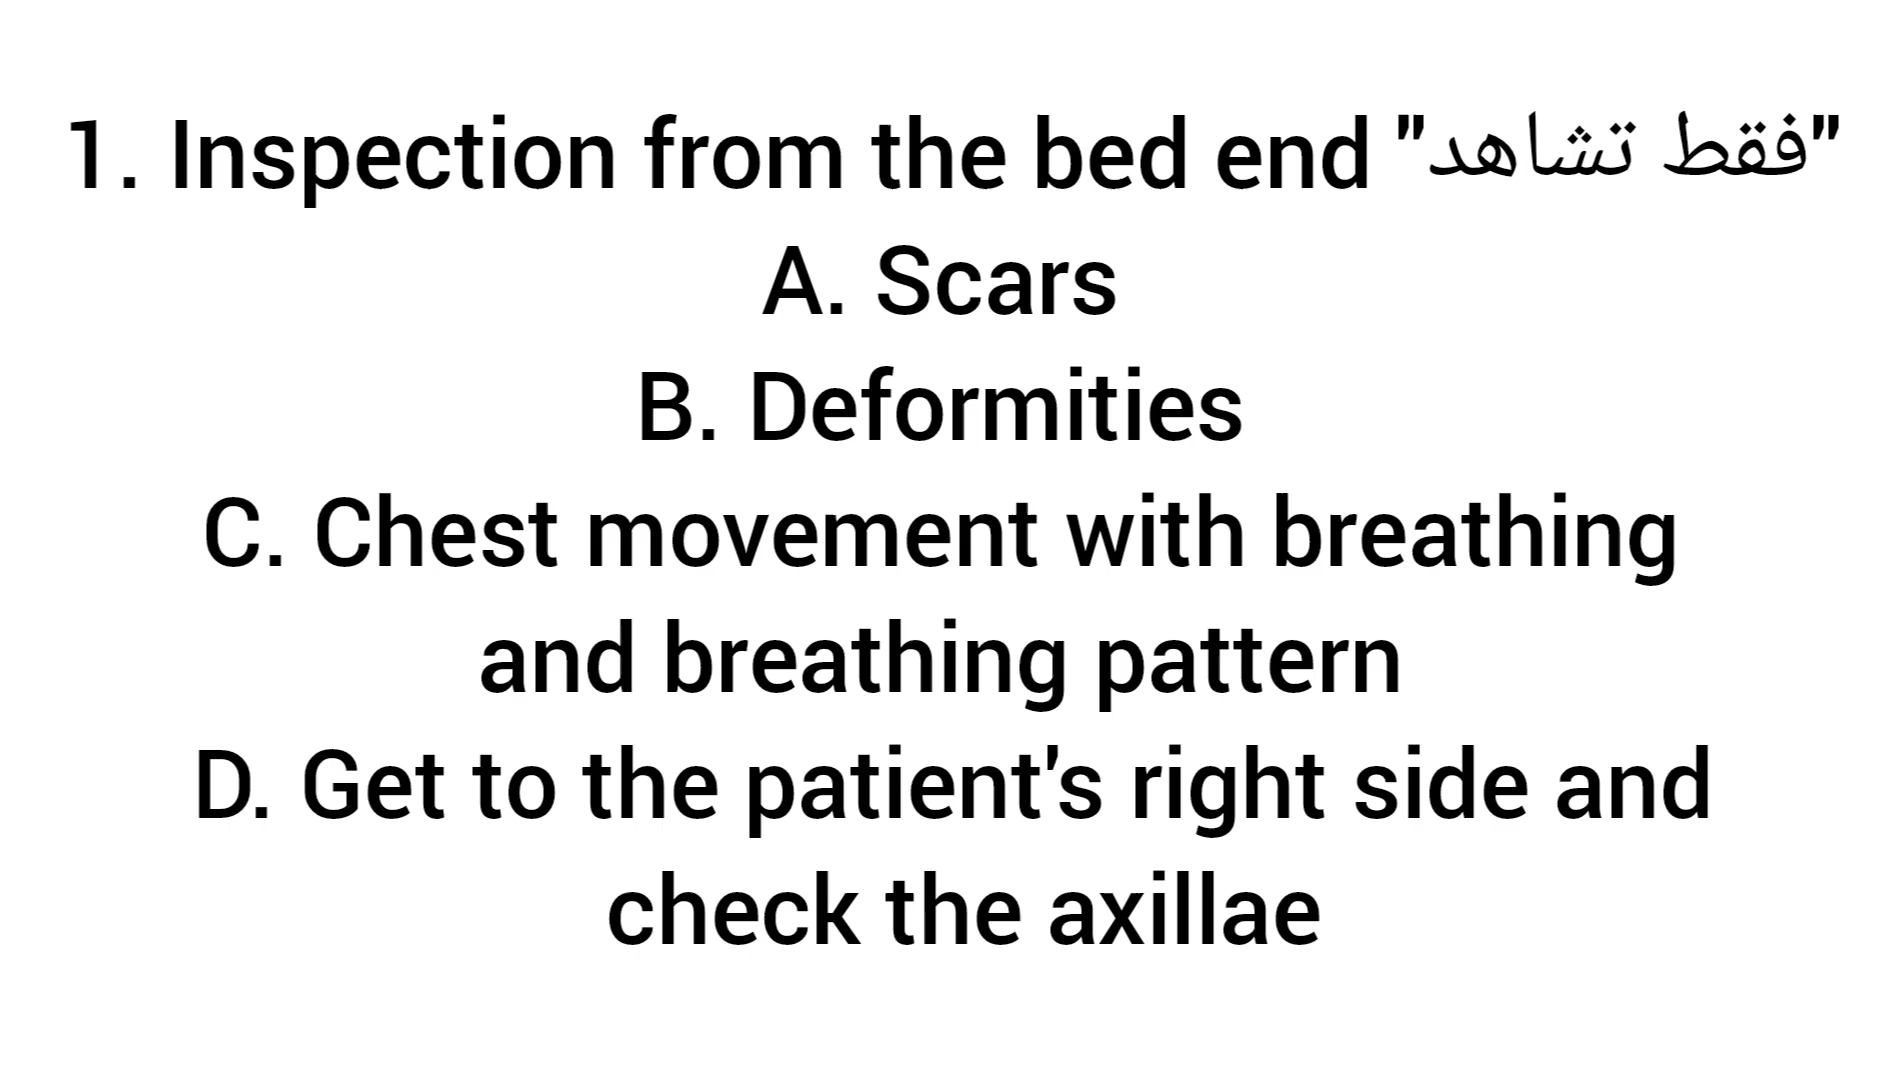 1. Inspection from the bed end "فقط تشاهد"
A. Scars
B. Deformities
C. Chest movement with breathing
and breathing pattern
D. Get to the patient's right side and
check the axillae